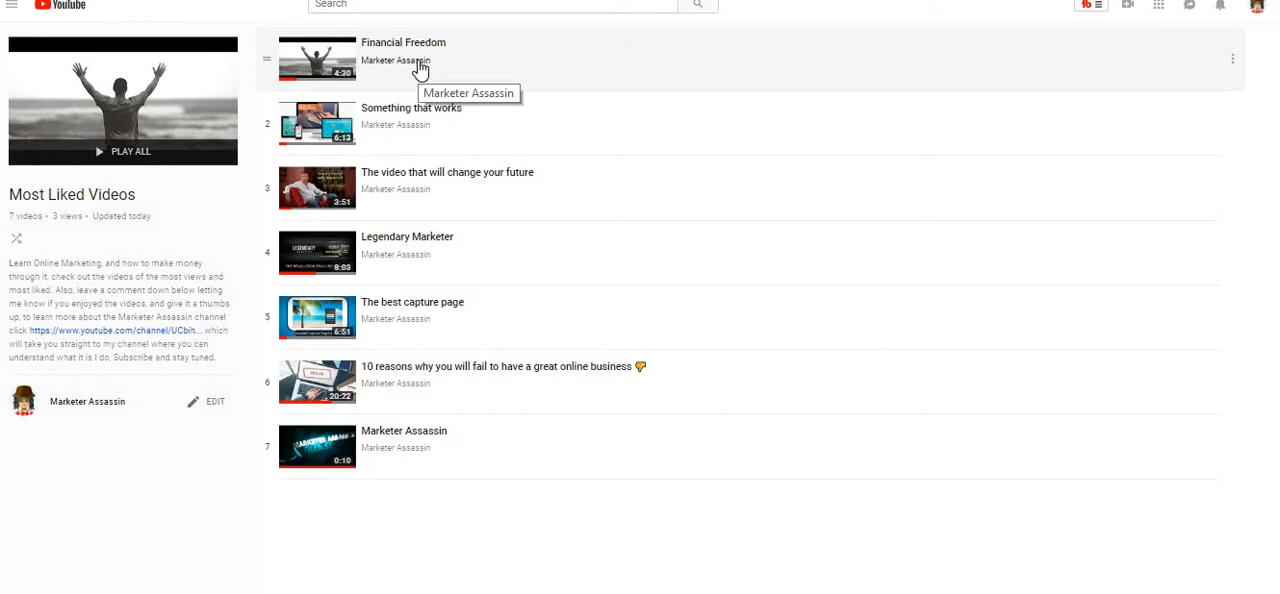 YouTube
Search
PLAY ALL
Most Liked Videos
7 videos • 3 views • Updated today
Learn Online Marketing, and how to make money
through it, check out the videos of the most views and
most liked. Also, leave a comment down below letting
me know if you enjoyed the videos, and give it a thumbs
up, to learn more about the Marketer Assassin channel
click https://www.youtube.com/channel/UCbih... which
will take you straight to my channel where you can
understand what it is I do, Subscribe and stay tuned.
Marketer Assassin
EDIT
4:30
Financial Freedom
Marketer Assassin
Marketer Assassin
2
6:13
Something that works
Marketer Assassin
3
3:51
The video that will change your future
Marketer Assassin
4
LEGENDARY
8:03
Legendary Marketer
Marketer Assassin
5
6:51
The best capture page
Marketer Assassin
6
20:22
10 reasons why you will fail to have a great online business 👎
Marketer Assassin
7
0:10
Marketer Assassin
Marketer Assassin